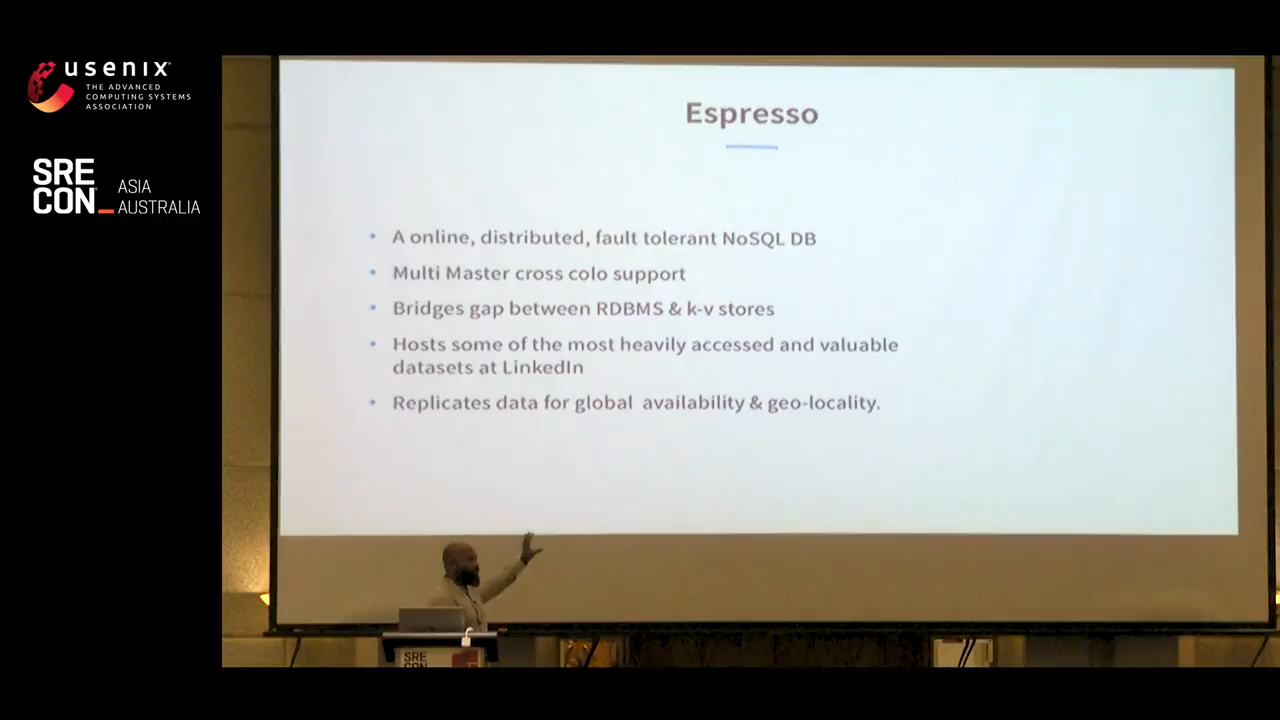 usenix
THE ADVANCED
COMPUTING SYSTEMS
ASSOCIATION
SRE
CON
ASIA
AUSTRALIA
Espresso
A online, distributed, fault tolerant NoSQL DB
Multi Master cross colo support
Bridges gap between RDBMS & k-v stores
Hosts some of the most heavily accessed and valuable
datasets at LinkedIn
Replicates data for global availability & geo-locality.
SRE
CON